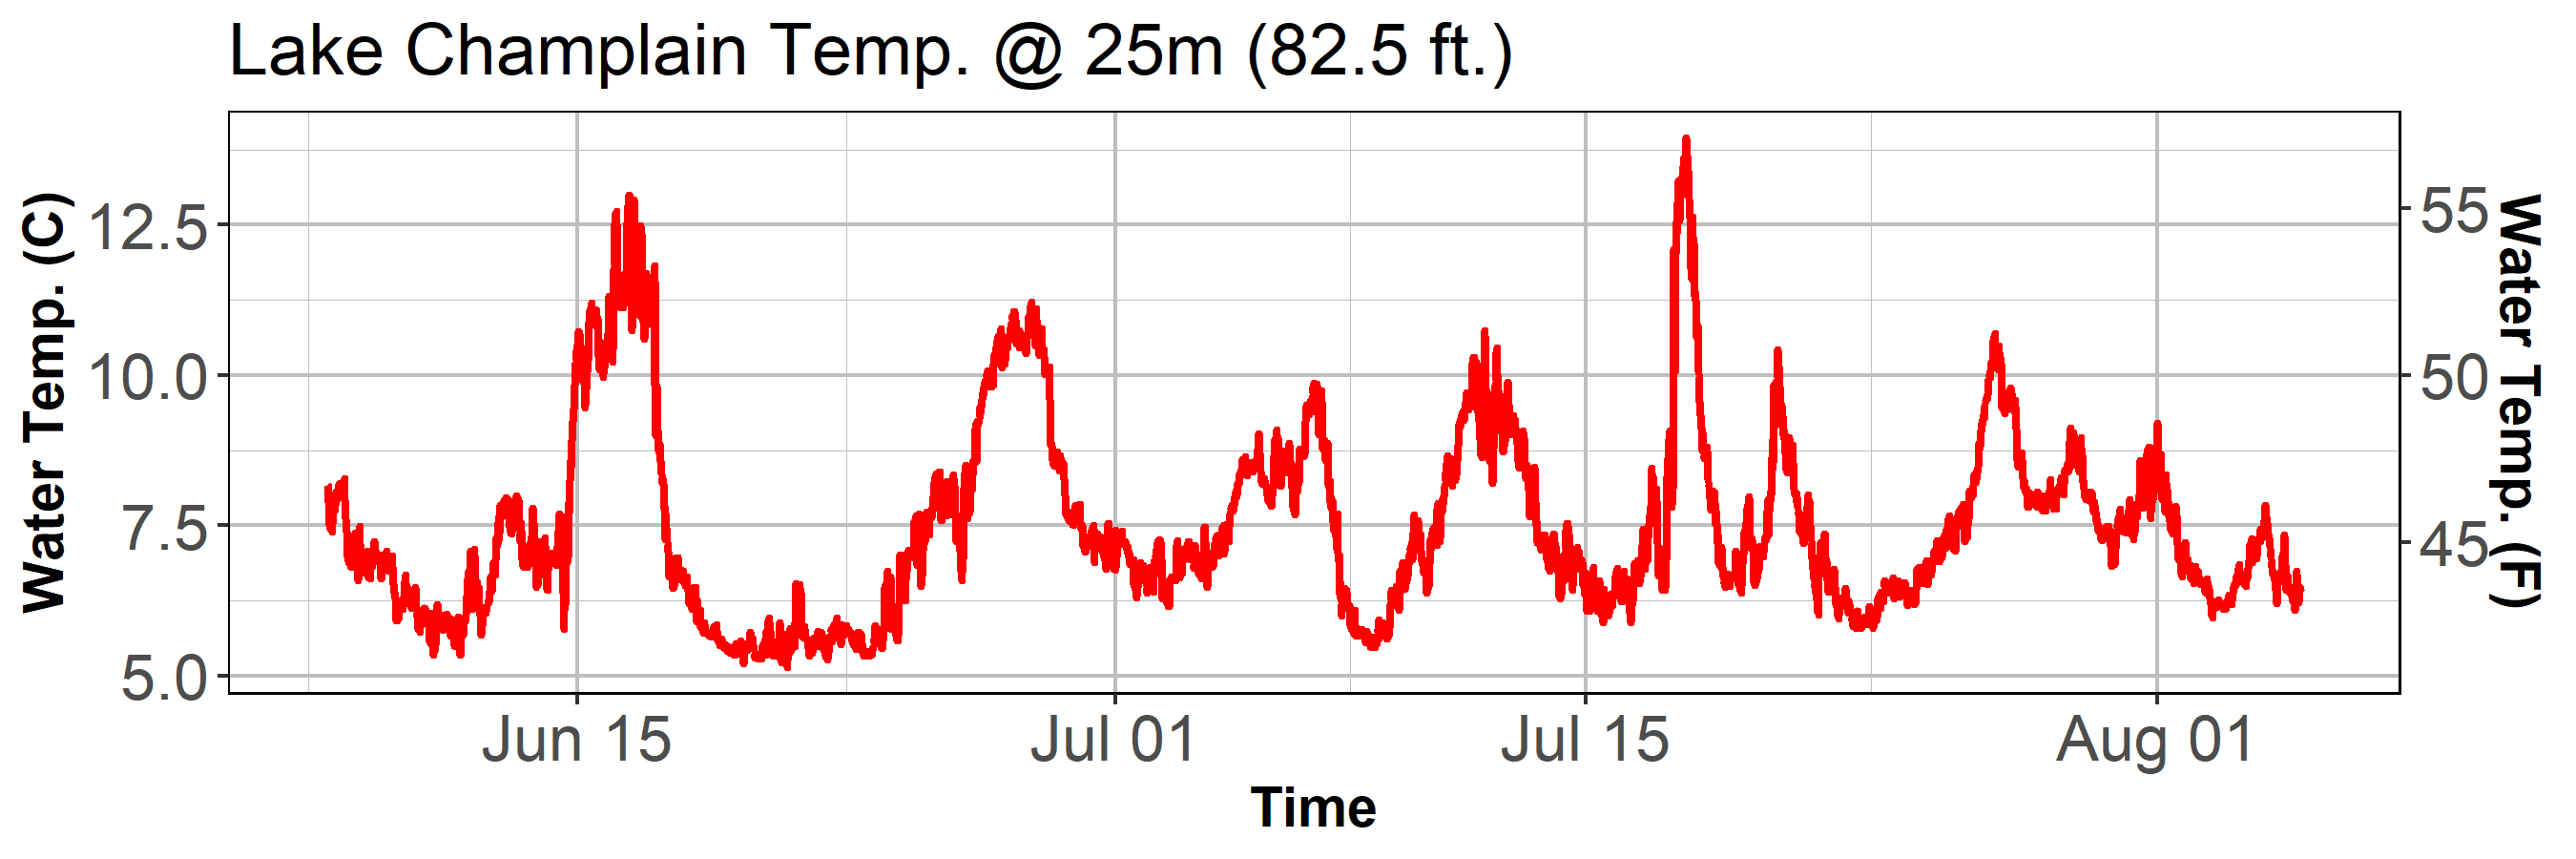 Lake Champlain Temp. @ 25m (82.5 ft.)
Water Temp. (C)
12.5
10.0
7.5
5.0
55
50
45
Water Temp. (F)
Jun 15
Jul 01
Jul 15
Aug 01
Time